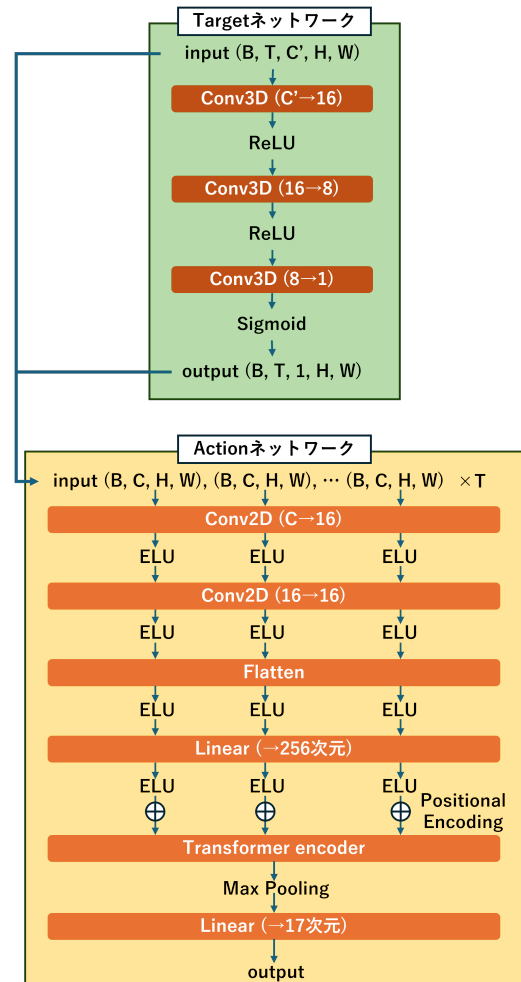 Targetネットワーク
input (B, T, C’, H, W)
Conv3D (C’→16)
ReLU
Conv3D (16→8)
ReLU
Conv3D (8→1)
Sigmoid
output (B, T, 1, H, W)
Actionネットワーク
input (B, C, H, W), (B, C, H, W), … (B, C, H, W) ×T
Conv2D (C→16)
ELU ELU ELU
Conv2D (16→16)
ELU ELU ELU
Flatten
ELU ELU ELU
Linear (→256次元)
ELU ELU ELU
Positional
Encoding
Transformer encoder
Max Pooling
Linear (→17次元)
output